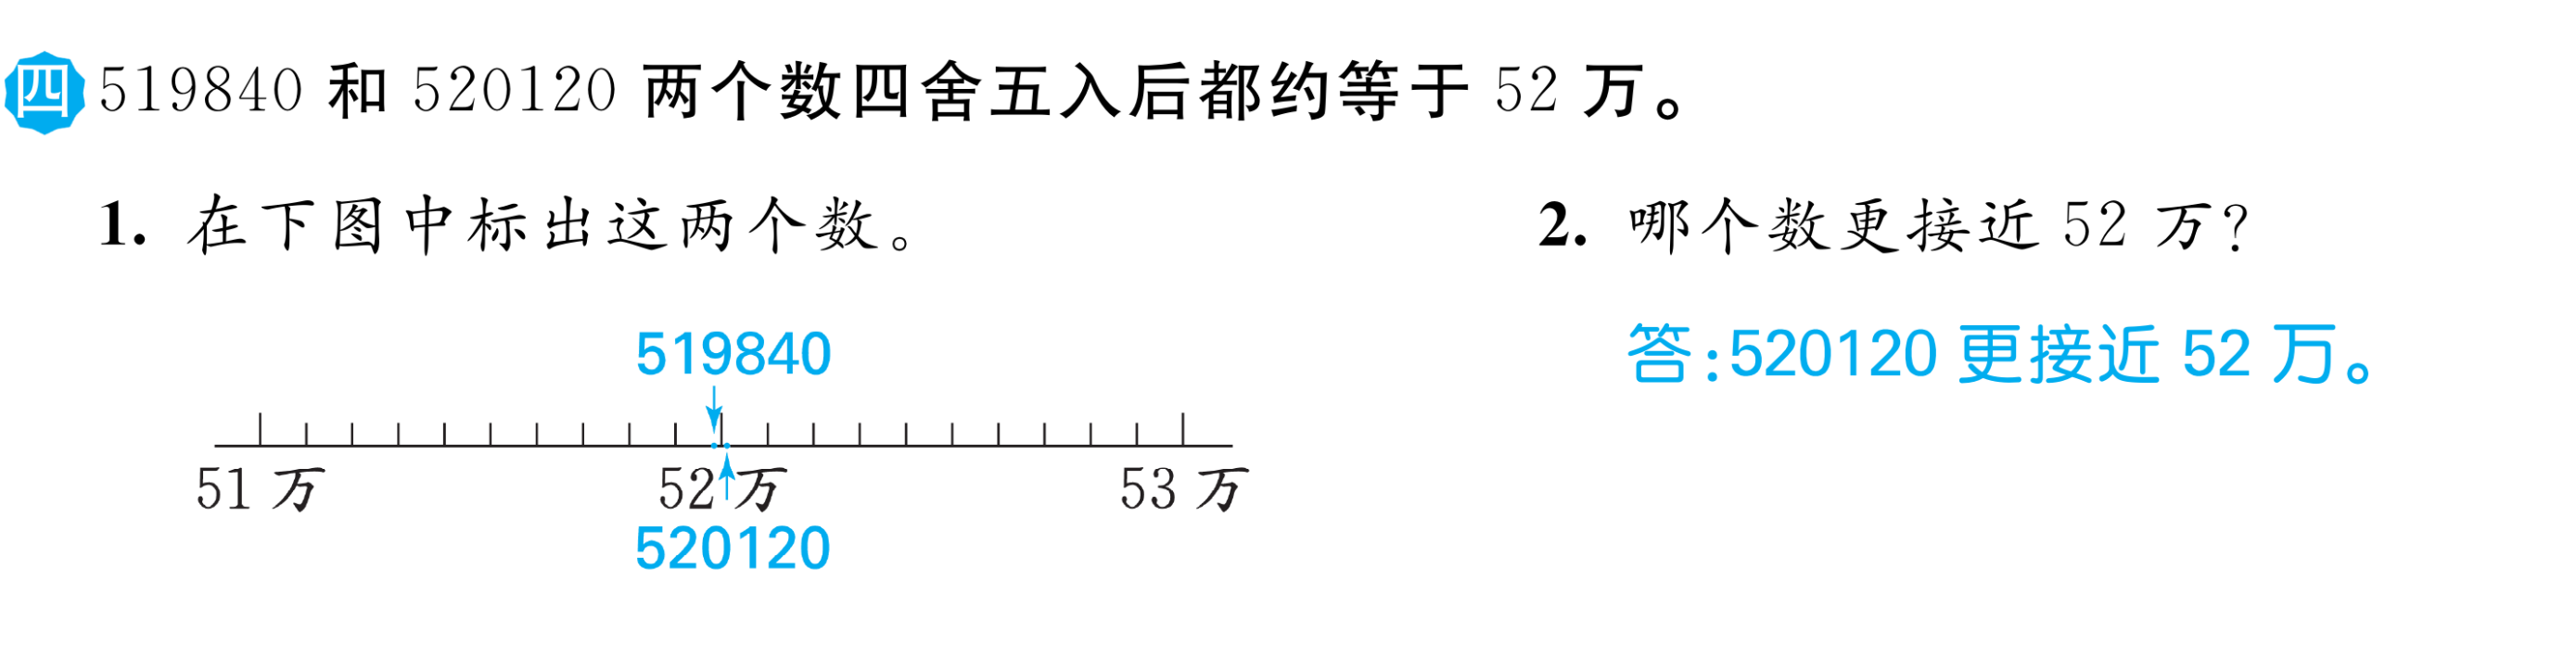 四 519840 和 520120 两个数四舍五入后都约等于 52 万。
1. 在下图中标出这两个数。
519840
51 万 52 万 53 万
520120
2. 哪个数更接近 52 万?
答:520120 更接近 52 万。